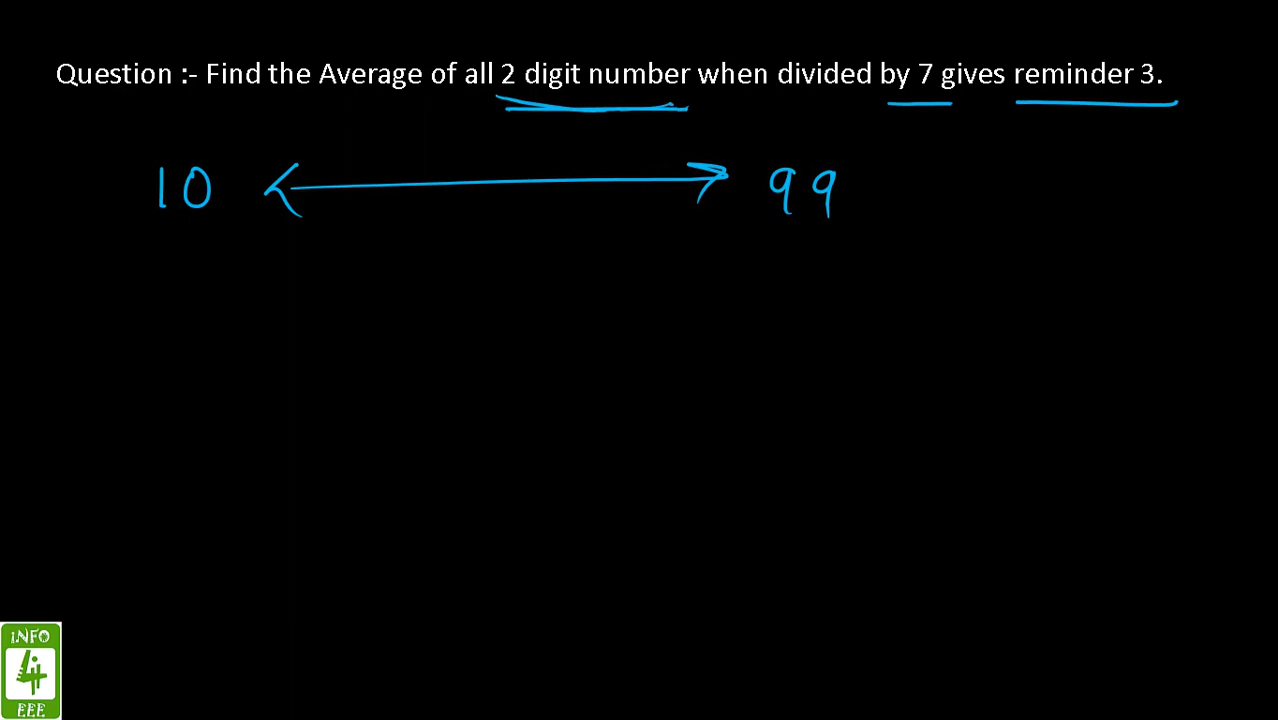 Question :- Find the Average of all 2 digit number when divided by 7 gives reminder 3.
10 99
iNFO
4
EEE